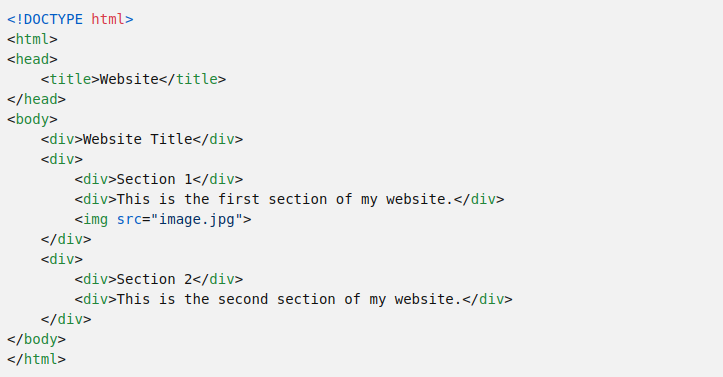 <!DOCTYPE html>
<html>
<head>
    <title>Website</title>
</head>
<body>
    <div>Website Title</div>
    <div>
        <div>Section 1</div>
        <div>This is the first section of my website.</div>
        <img src="image.jpg">
    </div>
    <div>
        <div>Section 2</div>
        <div>This is the second section of my website.</div>
    </div>
</body>
</html>